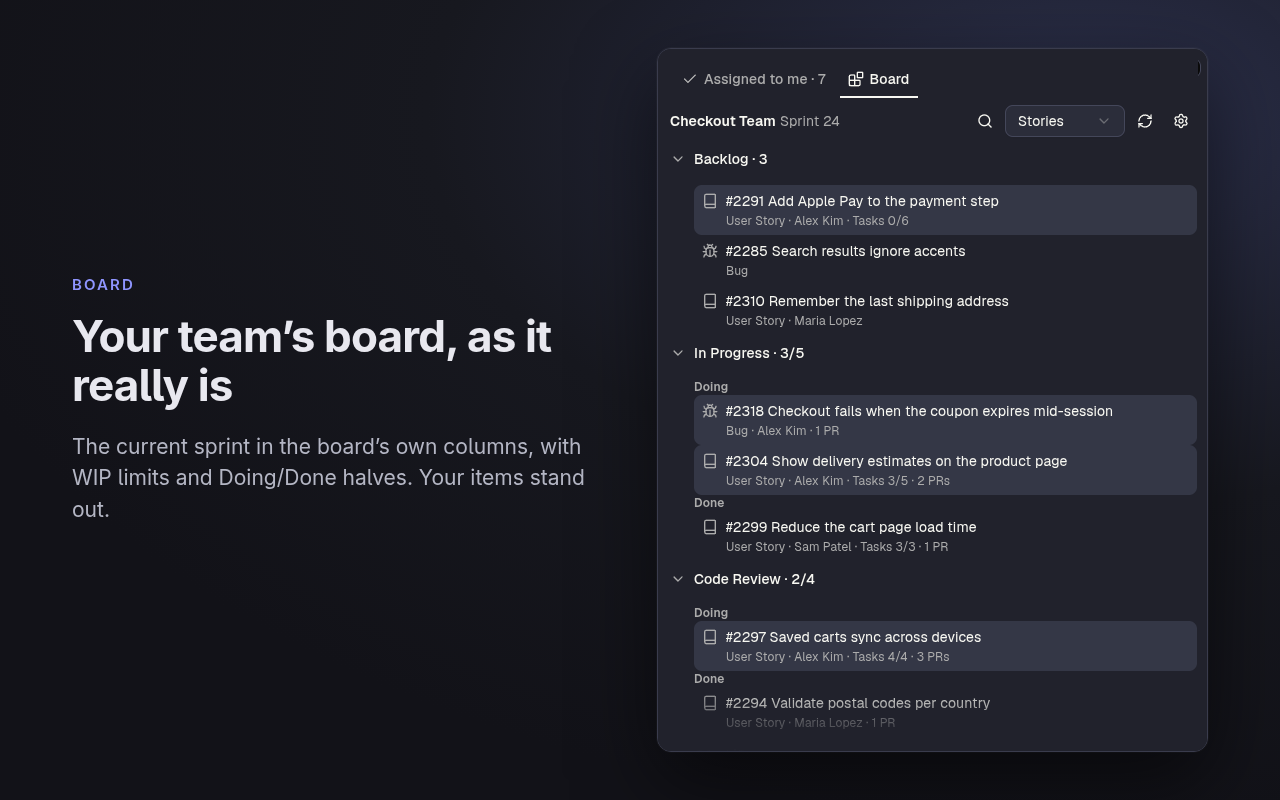 BOARD
Your team’s board, as it
really is
The current sprint in the board’s own columns, with
WIP limits and Doing/Done halves. Your items stand
out.
Assigned to me · 7
Board
Checkout Team Sprint 24
Stories
Backlog · 3
#2291 Add Apple Pay to the payment step
User Story · Alex Kim · Tasks 0/6
#2285 Search results ignore accents
Bug
#2310 Remember the last shipping address
User Story · Maria Lopez
In Progress · 3/5
Doing
#2318 Checkout fails when the coupon expires mid-session
Bug · Alex Kim · 1 PR
#2304 Show delivery estimates on the product page
User Story · Alex Kim · Tasks 3/5 · 2 PRs
Done
#2299 Reduce the cart page load time
User Story · Sam Patel · Tasks 3/3 · 1 PR
Code Review · 2/4
Doing
#2297 Saved carts sync across devices
User Story · Alex Kim · Tasks 4/4 · 3 PRs
Done
#2294 Validate postal codes per country
User Story · Maria Lopez · 1 PR